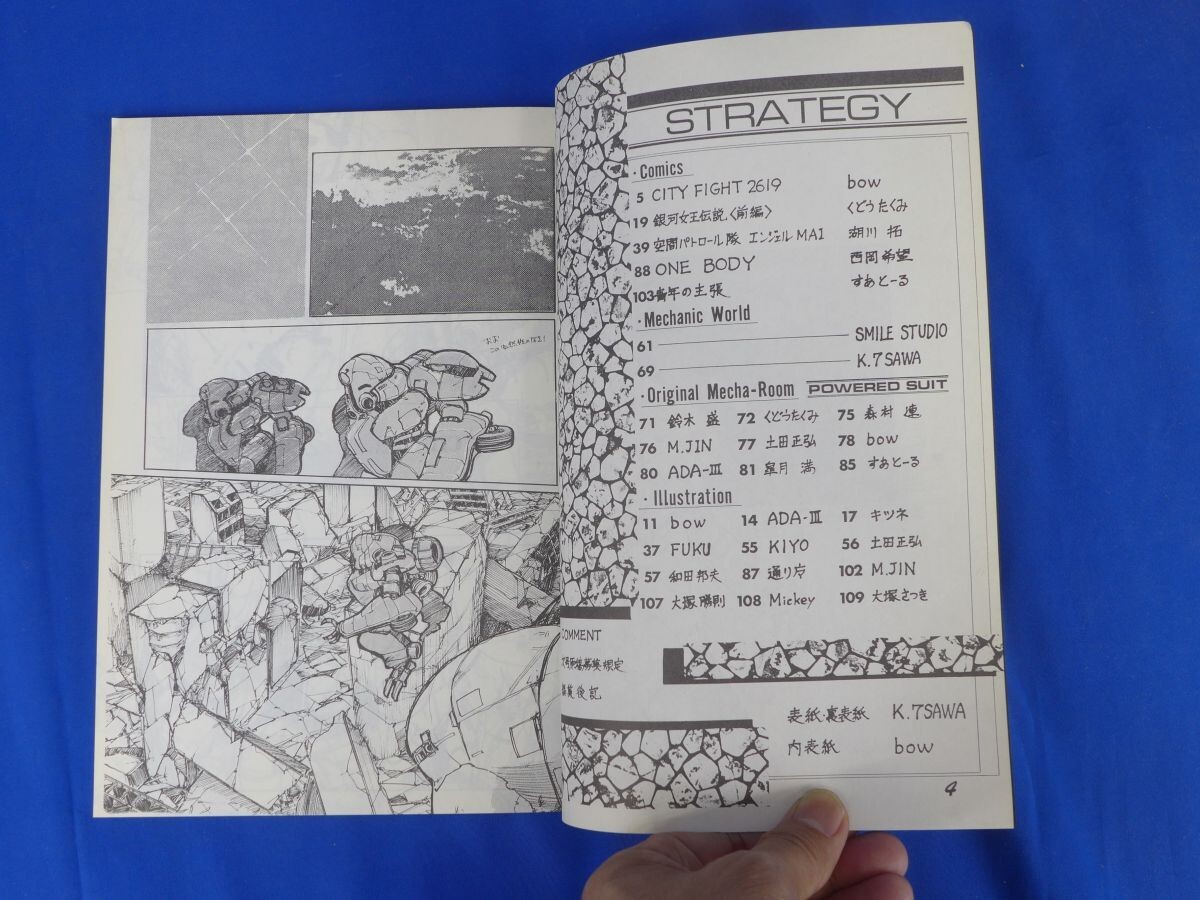 STRATEGY
・Comics
5 CITY FIGHT 2619 bow
19 銀河女王伝説〈前編〉 くどうたくみ
39 空間パトロール隊 エンジェルMA1 湖川 拓
88 ONE BODY 西岡希望
103 青年の主張 すあとーる
・Mechanic World
61 SMILE STUDIO
69 K.7SAWA
・Original Mecha-Room POWERED SUIT
71 鈴木 盛 72 くどうたくみ 75 森村 連
76 M.JIN 77 土田正弘 78 bow
80 ADA-III 81 皐月 満 85 すあとーる
・Illustration
11 bow 14 ADA-III 17 キツネ
37 FUKU 55 KIYO 56 土田正弘
57 和田邦夫 87 通り 102 M.JIN
107 大塚勝則 108 Mickey 109 大塚さつき
COMMENT
規定
後記
表紙・裏表紙 K.7SAWA
内表紙 bow
4